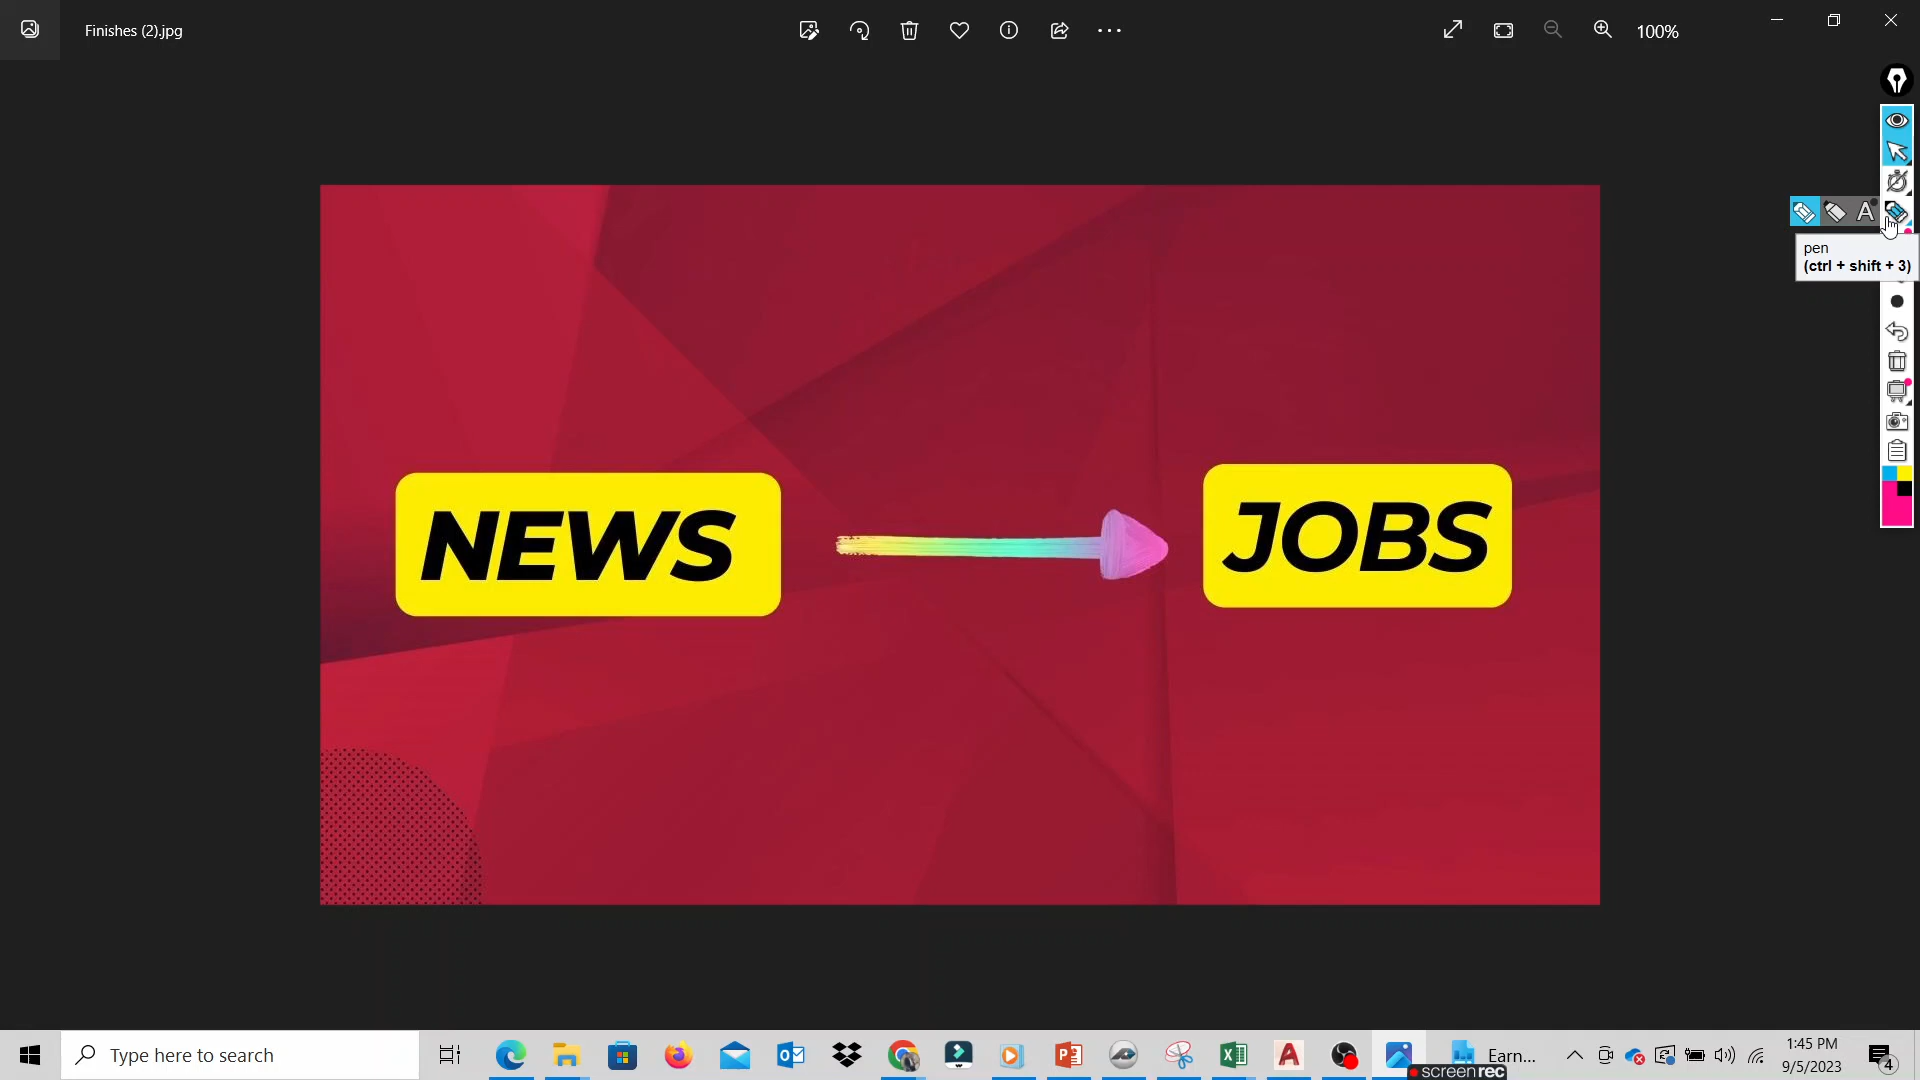 Finishes (2).jpg
100%
A
pen
(ctrl + shift + 3)
NEWS
JOBS
Type here to search
Earn...
1:45 PM
9/5/2023
4
screenrec